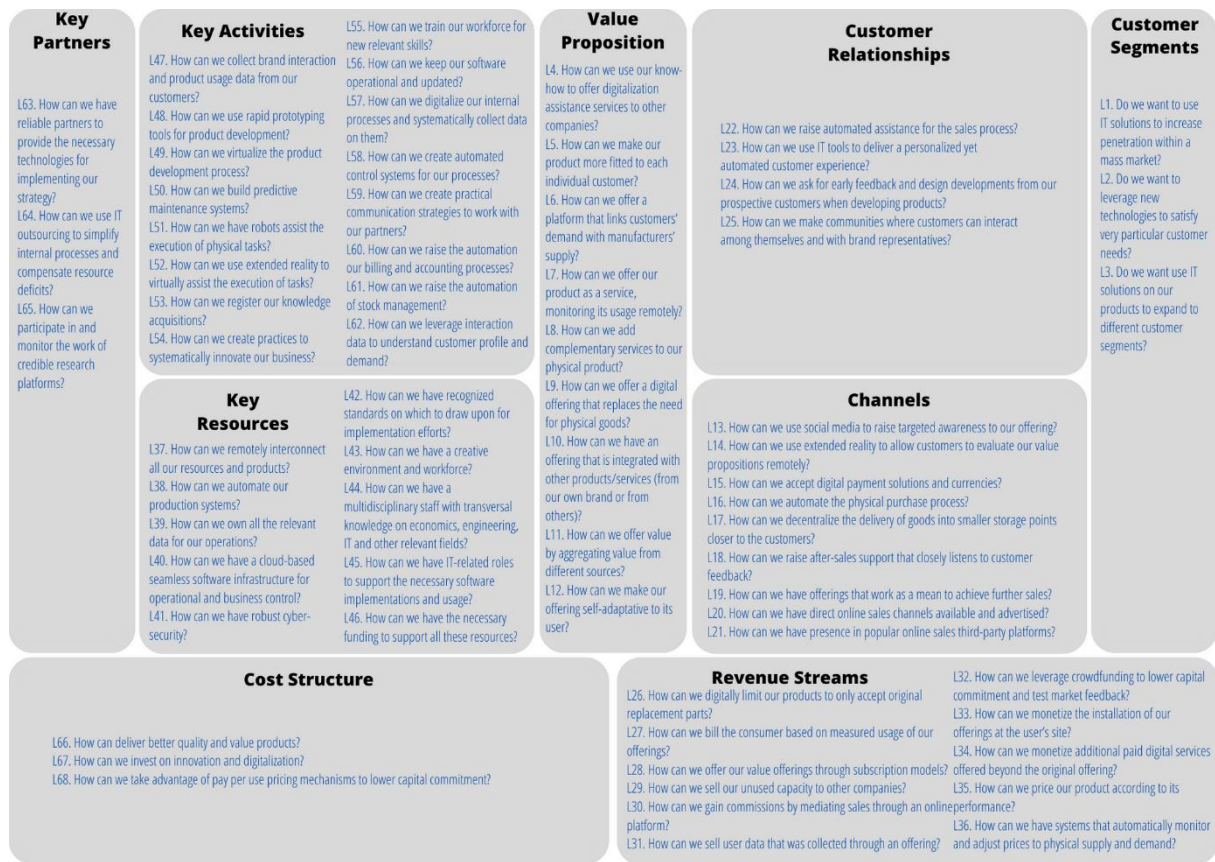 Key
Partners
L63. How can we have
reliable partners to
provide the necessary
technologies for
implementing our
strategy?
L64. How can we use IT
outsourcing to simplify
internal processes and
compensate resource
deficits?
L65. How can we
participate in and
monitor the work of
credible research
platforms?
Key Activities
L47. How can we collect brand interaction
and product usage data from our
customers?
L48. How can we use rapid prototyping
tools for product development?
L49. How can we virtualize the product
development process?
L50. How can we build predictive
maintenance systems?
L51. How can we have robots assist the
execution of physical tasks?
L52. How can we use extended reality to
virtually assist the execution of tasks?
L53. How can we register our knowledge
acquisitions?
L54. How can we create practices to
systematically innovate our business?
L55. How can we train our workforce for
new relevant skills?
L56. How can we keep our software
operational and updated?
L57. How can we digitalize our internal
processes and systematically collect data
on them?
L58. How can we create automated
control systems for our processes?
L59. How can we create practical
communication strategies to work with
our partners?
L60. How can we raise the automation
our billing and accounting processes?
L61. How can we raise the automation
of stock management?
L62. How can we leverage interaction
data to understand customer profile and
demand?
Key
Resources
L37. How can we remotely interconnect
all our resources and products?
L38. How can we automate our
production systems?
L39. How can we own all the relevant
data for our operations?
L40. How can we have a cloud-based
seamless software infrastructure for
operational and business control?
L41. How can we have robust cyber-
security?
L42. How can we have recognized
standards on which to draw upon for
implementation efforts?
L43. How can we have a creative
environment and workforce?
L44. How can we have a
multidisciplinary staff with transversal
knowledge on economics, engineering,
IT and other relevant fields?
L45. How can we have IT-related roles
to support the necessary software
implementations and usage?
L46. How can we have the necessary
funding to support all these resources?
Value
Proposition
L4. How can we use our know-
how to offer digitalization
assistance services to other
companies?
L5. How can we make our
product more fitted to each
individual customer?
L6. How can we offer a
platform that links customers'
demand with manufacturers'
supply?
L7. How can we offer our
product as a service,
monitoring its usage remotely?
L8. How can we add
complementary services to our
physical product?
L9. How can we offer a digital
offering that replaces the need
for physical goods?
L10. How can we have an
offering that is integrated with
other products/services (from
our own brand or from
others)?
L11. How can we offer value
by aggregating value from
different sources?
L12. How can we make our
offering self-adaptative to its
user?
Customer
Relationships
L22. How can we raise automated assistance for the sales process?
L23. How can we use IT tools to deliver a personalized yet
automated customer experience?
L24. How can we ask for early feedback and design developments from our
prospective customers when developing products?
L25. How can we make communities where customers can interact
among themselves and with brand representatives?
Channels
L13. How can we use social media to raise targeted awareness to our offering?
L14. How can we use extended reality to allow customers to evaluate our value
propositions remotely?
L15. How can we accept digital payment solutions and currencies?
L16. How can we automate the physical purchase process?
L17. How can we decentralize the delivery of goods into smaller storage points
closer to the customers?
L18. How can we raise after-sales support that closely listens to customer
feedback?
L19. How can we have offerings that work as a mean to achieve further sales?
L20. How can we have direct online sales channels available and advertised?
L21. How can we have presence in popular online sales third-party platforms?
Customer
Segments
L1. Do we want to use
IT solutions to increase
penetration within a
mass market?
L2. Do we want to
leverage new
technologies to satisfy
very particular customer
needs?
L3. Do we want use IT
solutions on our
products to expand to
different customer
segments?
Cost Structure
L66. How can deliver better quality and value products?
L67. How can we invest on innovation and digitalization?
L68. How can we take advantage of pay per use pricing mechanisms to lower capital commitment?
Revenue Streams
L26. How can we digitally limit our products to only accept original
replacement parts?
L27. How can we bill the consumer based on measured usage of our
offerings?
L28. How can we offer our value offerings through subscription models?
L29. How can we sell our unused capacity to other companies?
L30. How can we gain commissions by mediating sales through an online
platform?
L31. How can we sell user data that was collected through an offering?
L32. How can we leverage crowdfunding to lower capital
commitment and test market feedback?
L33. How can we monetize the installation of our
offerings at the user's site?
L34. How can we monetize additional paid digital services
offered beyond the original offering?
L35. How can we price our product according to its
performance?
L36. How can we have systems that automatically monitor
and adjust prices to physical supply and demand?